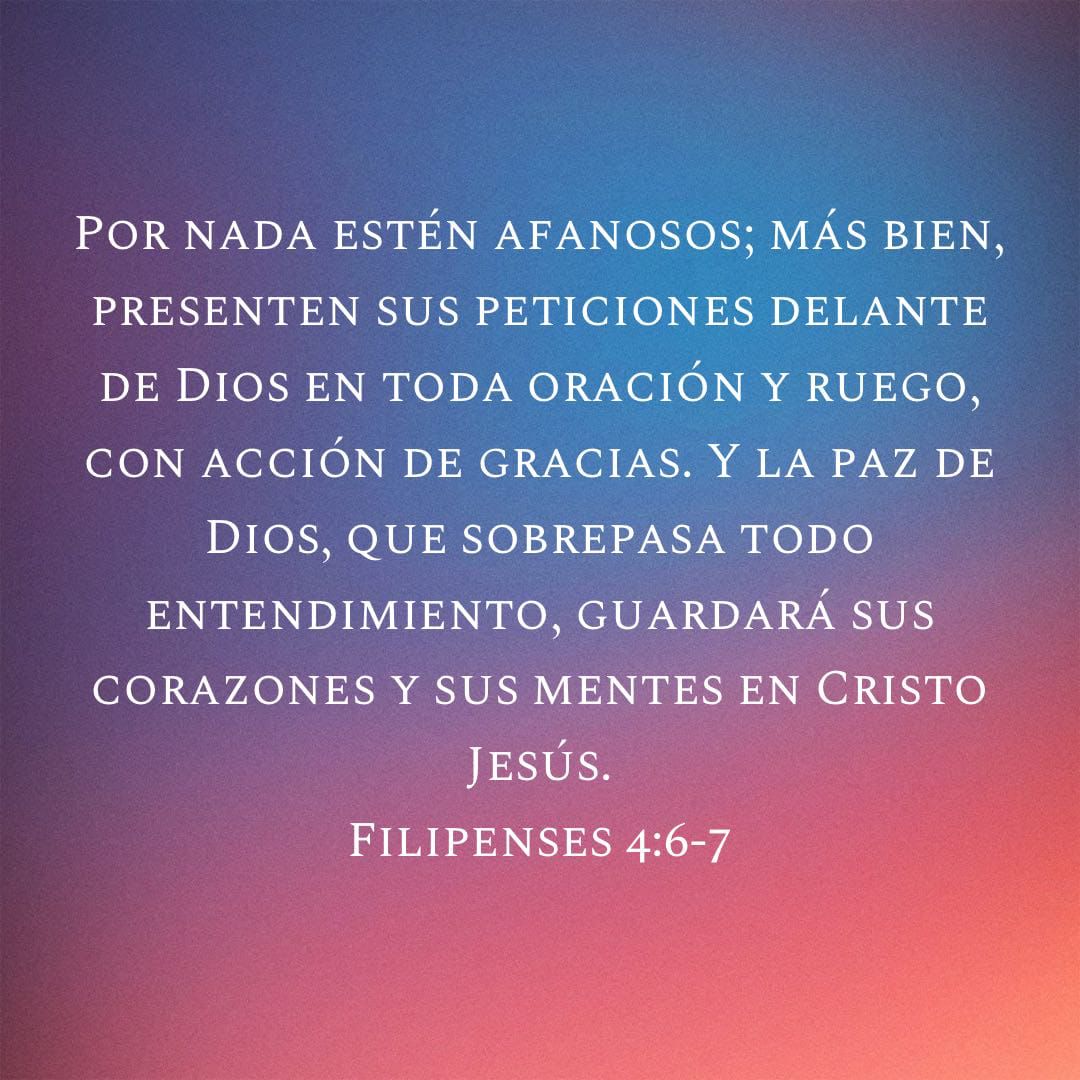 Por nada estén afanosos; más bien,
presenten sus peticiones delante
de Dios en toda oración y ruego,
con acción de gracias. Y la paz de
Dios, que sobrepasa todo
entendimiento, guardará sus
corazones y sus mentes en Cristo
Jesús.
Filipenses 4:6-7